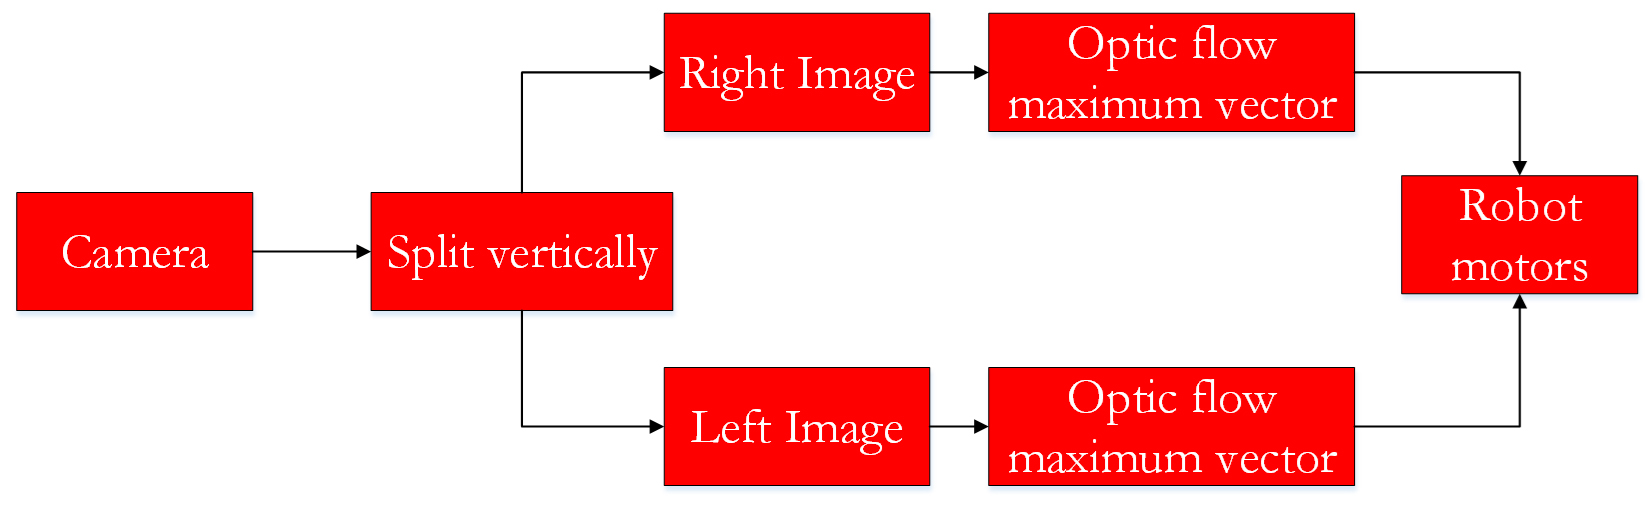 Camera
Split vertically
Right Image
Optic flow
maximum vector
Left Image
Optic flow
maximum vector
Robot
motors